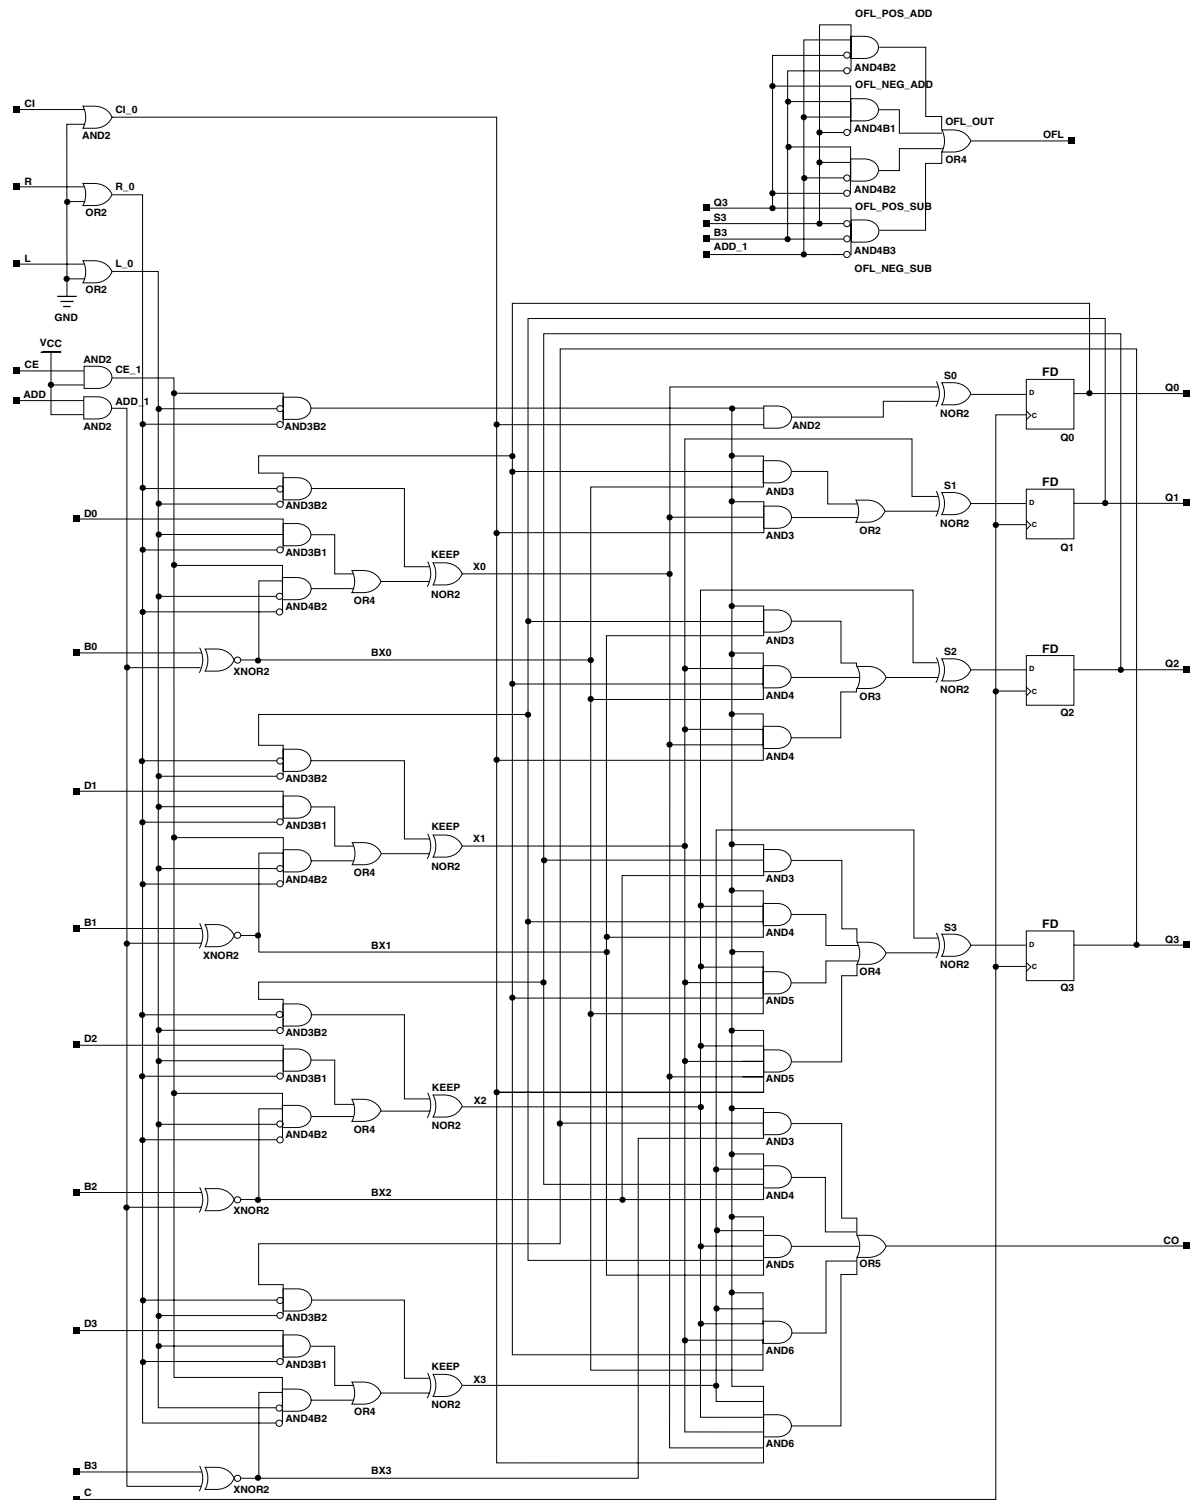 OFL_POS_ADD
AND4B2
OFL_NEG_ADD
CI
CI_0
AND2
AND4B1
OFL_OUT
OFL
OR4
R
R_0
OR2
AND4B2
Q3
OFL_POS_SUB
S3
B3
ADD_1
AND4B3
OFL_NEG_SUB
L
L_0
OR2
GND
VCC
AND2
CE
CE_1
ADD
ADD_1
AND2
AND3B2
AND2
S0
NOR2
FD
D
C
Q0
Q0
AND3B2
AND3
S1
NOR2
FD
D
C
Q1
Q1
D0
AND3B1
AND3
OR2
KEEP
X0
NOR2
AND4B2
OR4
B0
XNOR2
BX0
AND3
AND4
OR3
S2
NOR2
FD
D
C
Q2
Q2
AND4
AND3B2
D1
AND3B1
KEEP
X1
NOR2
AND4B2
OR4
AND3
B1
XNOR2
BX1
AND4
AND5
OR4
S3
NOR2
FD
D
C
Q3
Q3
AND3B2
D2
AND3B1
AND5
KEEP
X2
NOR2
AND4B2
OR4
AND3
B2
XNOR2
BX2
AND4
AND5
OR5
CO
AND3B2
D3
AND3B1
AND6
KEEP
X3
NOR2
AND4B2
OR4
AND6
B3
XNOR2
BX3
C